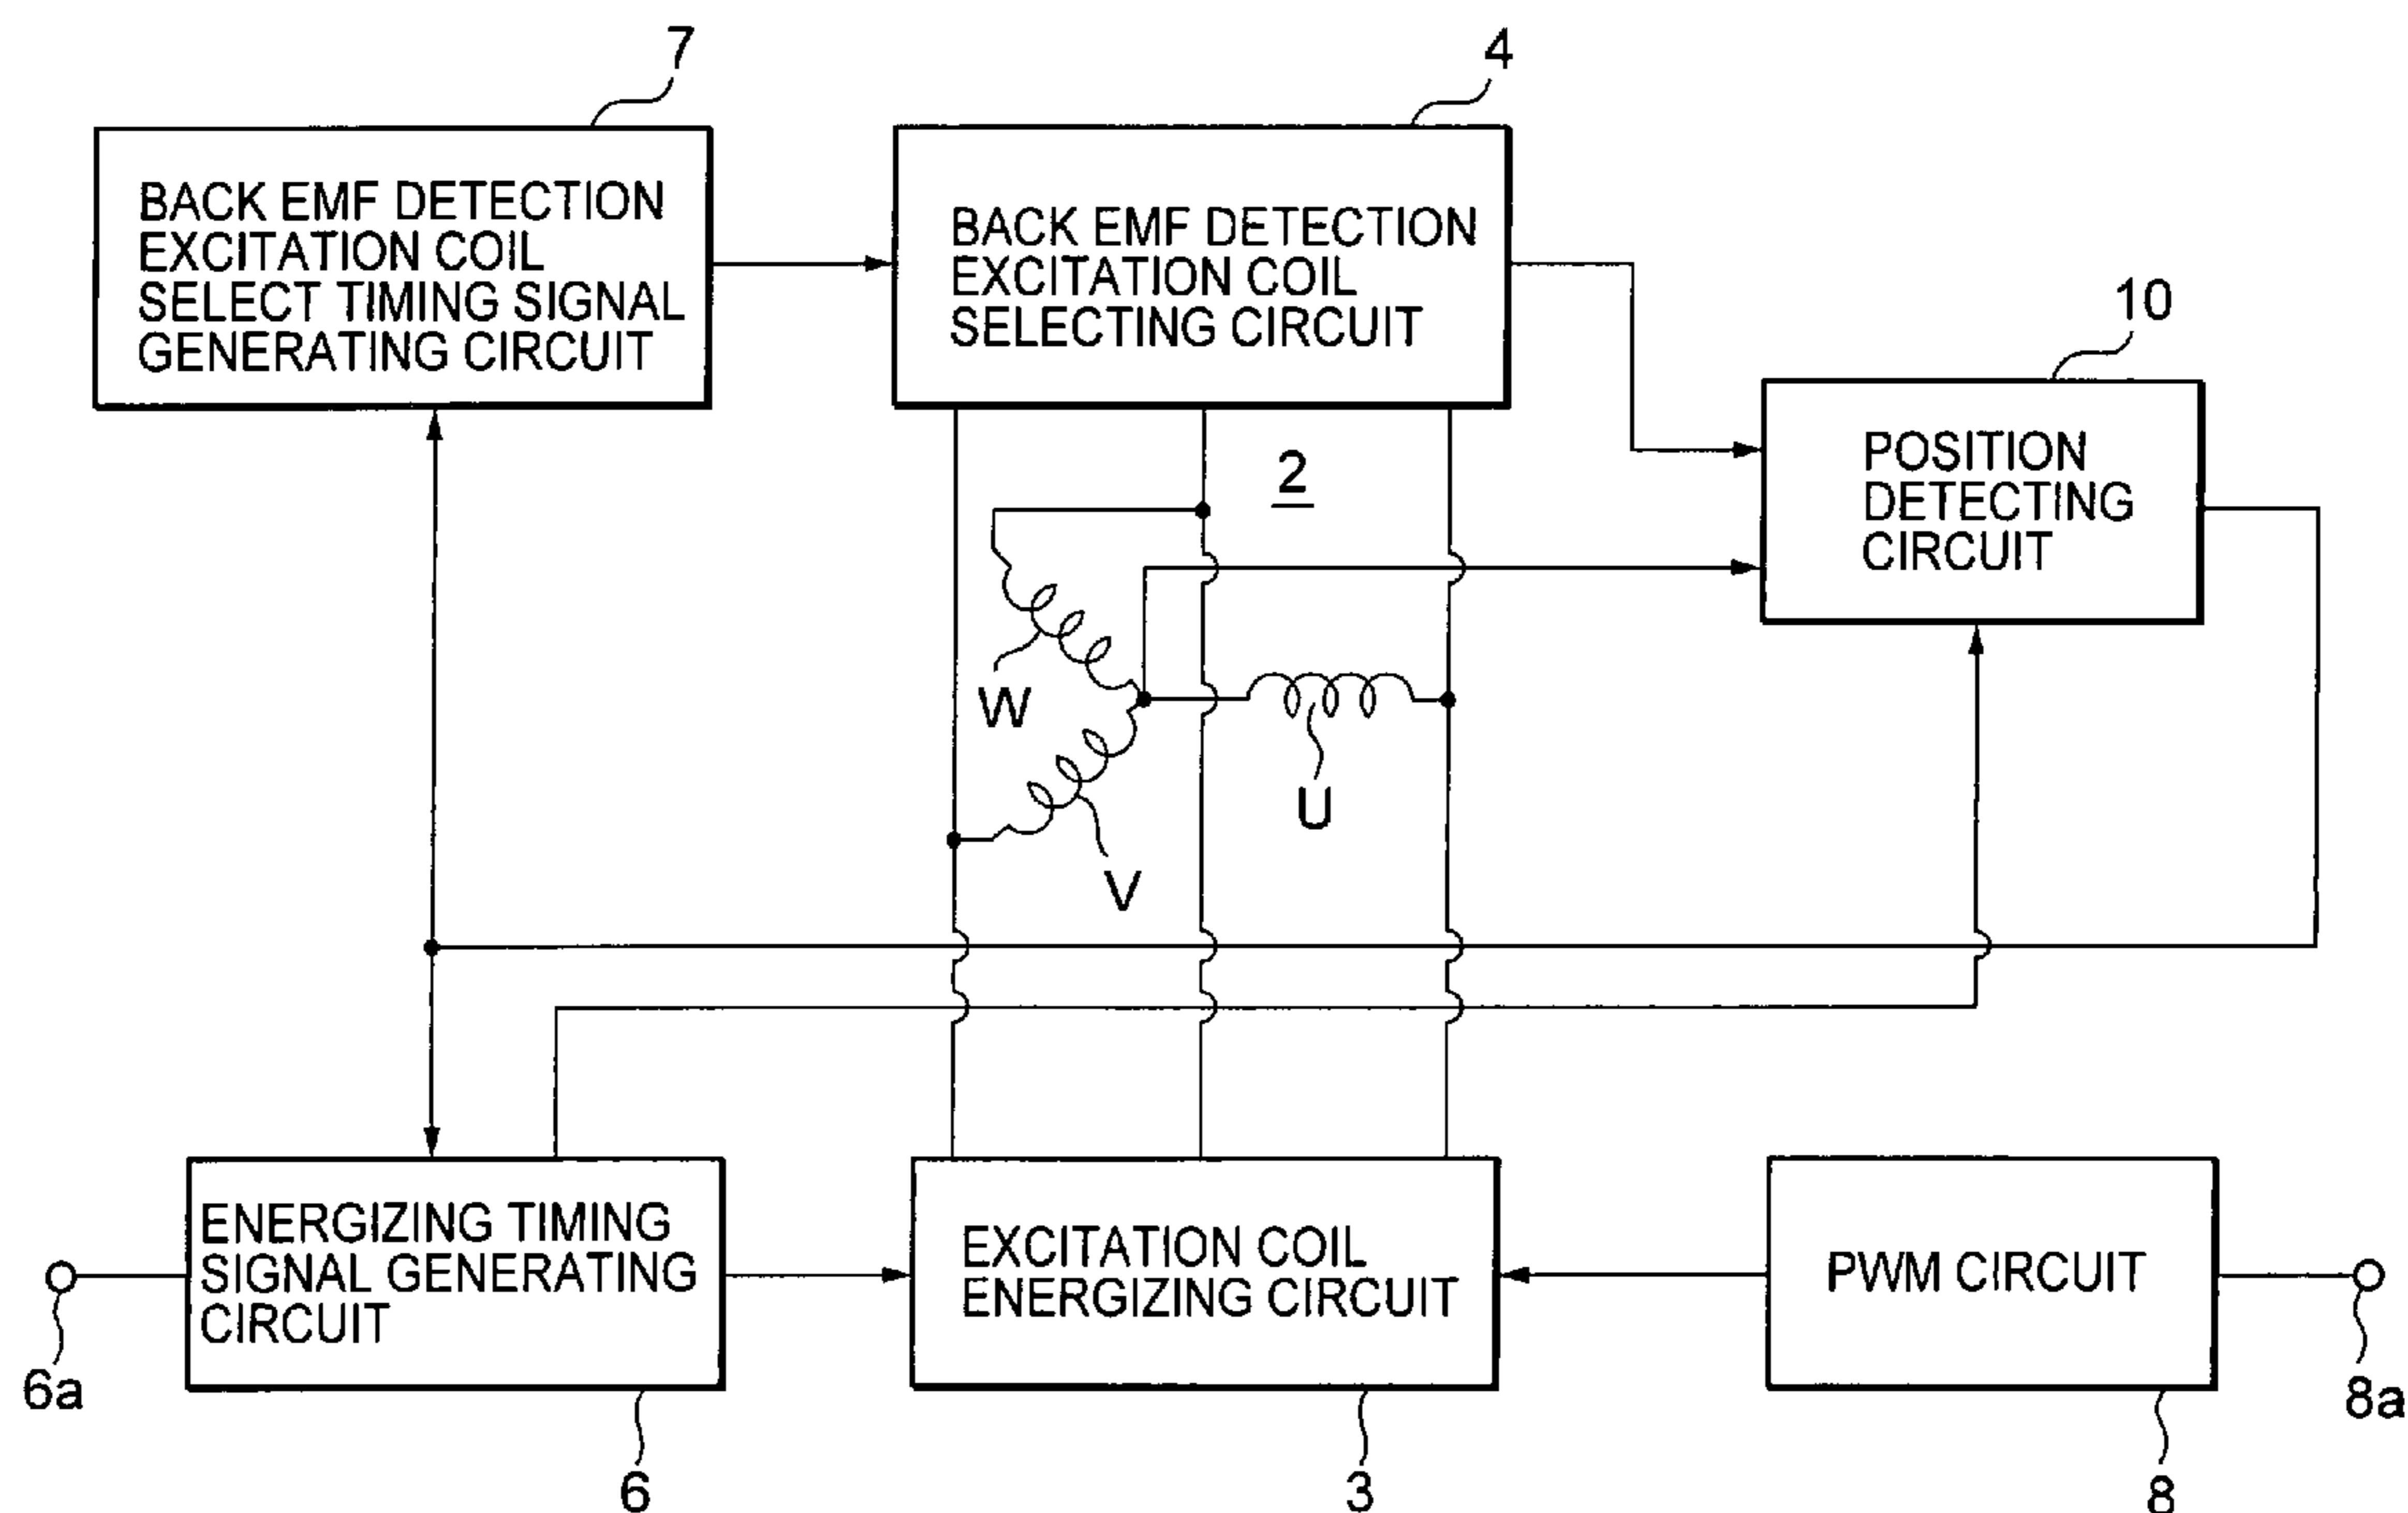 7
4
BACK EMF DETECTION
EXCITATION COIL
SELECT TIMING SIGNAL
GENERATING CIRCUIT
BACK EMF DETECTION
EXCITATION COIL
SELECTING CIRCUIT
10
POSITION
DETECTING
CIRCUIT
2
W
U
V
ENERGIZING TIMING
SIGNAL GENERATING
CIRCUIT
EXCITATION COIL
ENERGIZING CIRCUIT
PWM CIRCUIT
6a
8a
6
3
8